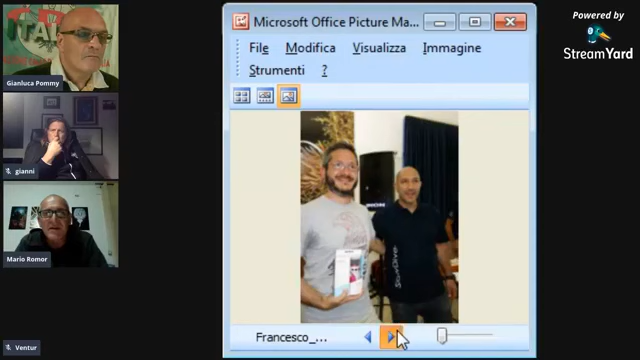 Gianluca Pommy
gianni
Mario Romor
Ventur
Microsoft Office Picture Ma...
File Modifica Visualizza Immagine
Strumenti ?
Francesco_...
Powered by
StreamYard